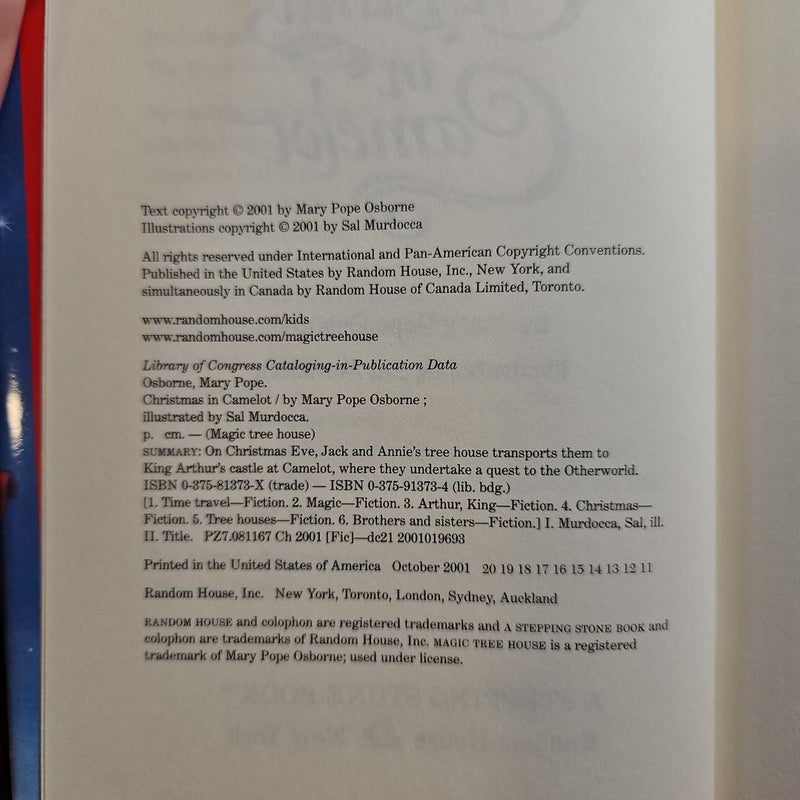 Text copyright © 2001 by Mary Pope Osborne
Illustrations copyright © 2001 by Sal Murdocca
All rights reserved under International and Pan-American Copyright Conventions.
Published in the United States by Random House, Inc., New York, and
simultaneously in Canada by Random House of Canada Limited, Toronto.
www.randomhouse.com/kids
www.randomhouse.com/magictreehouse
Library of Congress Cataloging-in-Publication Data
Osborne, Mary Pope.
Christmas in Camelot / by Mary Pope Osborne ;
illustrated by Sal Murdocca.
p. cm. — (Magic tree house)
SUMMARY: On Christmas Eve, Jack and Annie's tree house transports them to
King Arthur's castle at Camelot, where they undertake a quest to the Otherworld.
ISBN 0-375-81373-X (trade) — ISBN 0-375-91373-4 (lib. bdg.)
[1. Time travel—Fiction. 2. Magic—Fiction. 3. Arthur, King—Fiction. 4. Christmas—
Fiction. 5. Tree houses—Fiction. 6. Brothers and sisters—Fiction.] I. Murdocca, Sal, ill.
II. Title. PZ7.081167 Ch 2001 [Fic]—dc21 2001019693
Printed in the United States of America October 2001 20 19 18 17 16 15 14 13 12 11
Random House, Inc. New York, Toronto, London, Sydney, Auckland
RANDOM HOUSE and colophon are registered trademarks and A STEPPING STONE BOOK and
colophon are trademarks of Random House, Inc. MAGIC TREE HOUSE is a registered
trademark of Mary Pope Osborne; used under license.